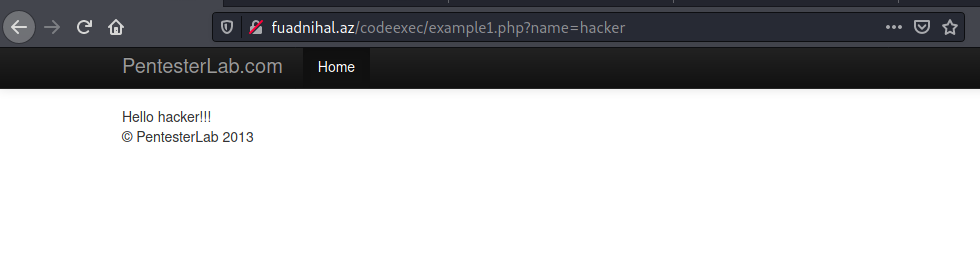 fuadnihal.az/codeexec/example1.php?name=hacker
PentesterLab.com Home
Hello hacker!!!
© PentesterLab 2013